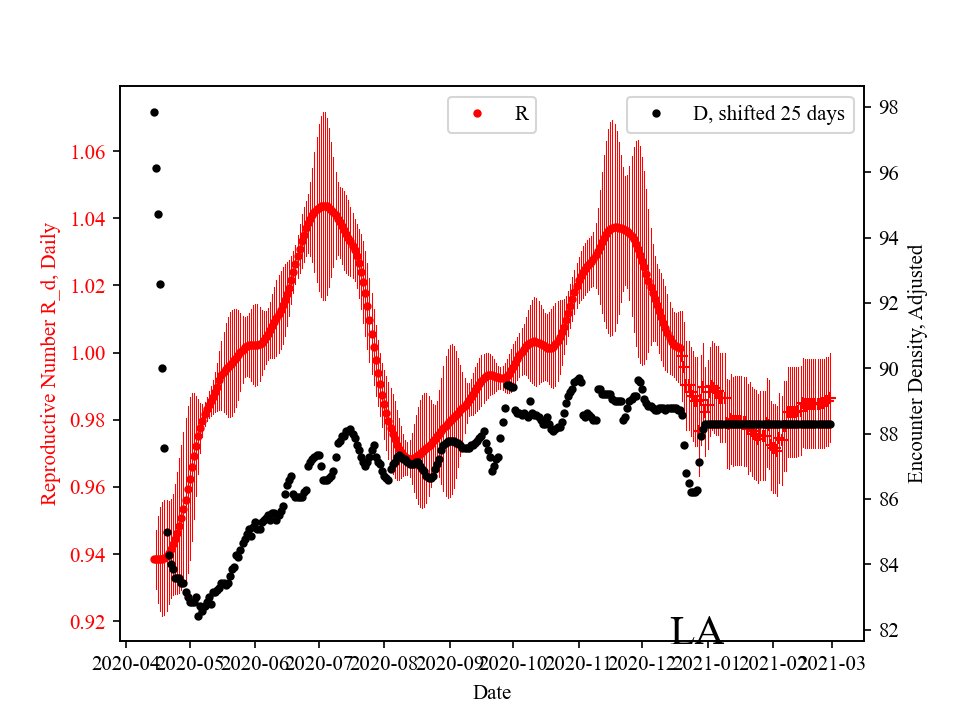 R
D, shifted 25 days
Reproductive Number R_d, Daily
1.06
1.04
1.02
1.00
0.98
0.96
0.94
0.92
98
96
94
92
90
88
86
84
82
Encounter Density, Adjusted
LA
2020-04 2020-05 2020-06 2020-07 2020-08 2020-09 2020-10 2020-11 2020-12 2021-01 2021-02 2021-03
Date